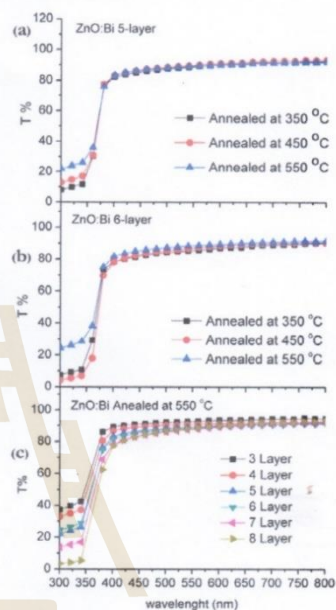 (a)
ZnO:Bi 5-layer
120
100
80
60
40
20
0
T %
Annealed at 350 °C
Annealed at 450 °C
Annealed at 550 °C
(b)
ZnO:Bi 6-layer
80
60
40
20
0
T %
Annealed at 350 °C
Annealed at 450 °C
Annealed at 550 °C
(c)
ZnO:Bi Anealed at 550 °C
100
80
60
40
20
0
T%
3 Layer
4 Layer
5 Layer
6 Layer
7 Layer
8 Layer
300 350 400 450 500 550 600 650 700 750 800
wavelenght (nm)